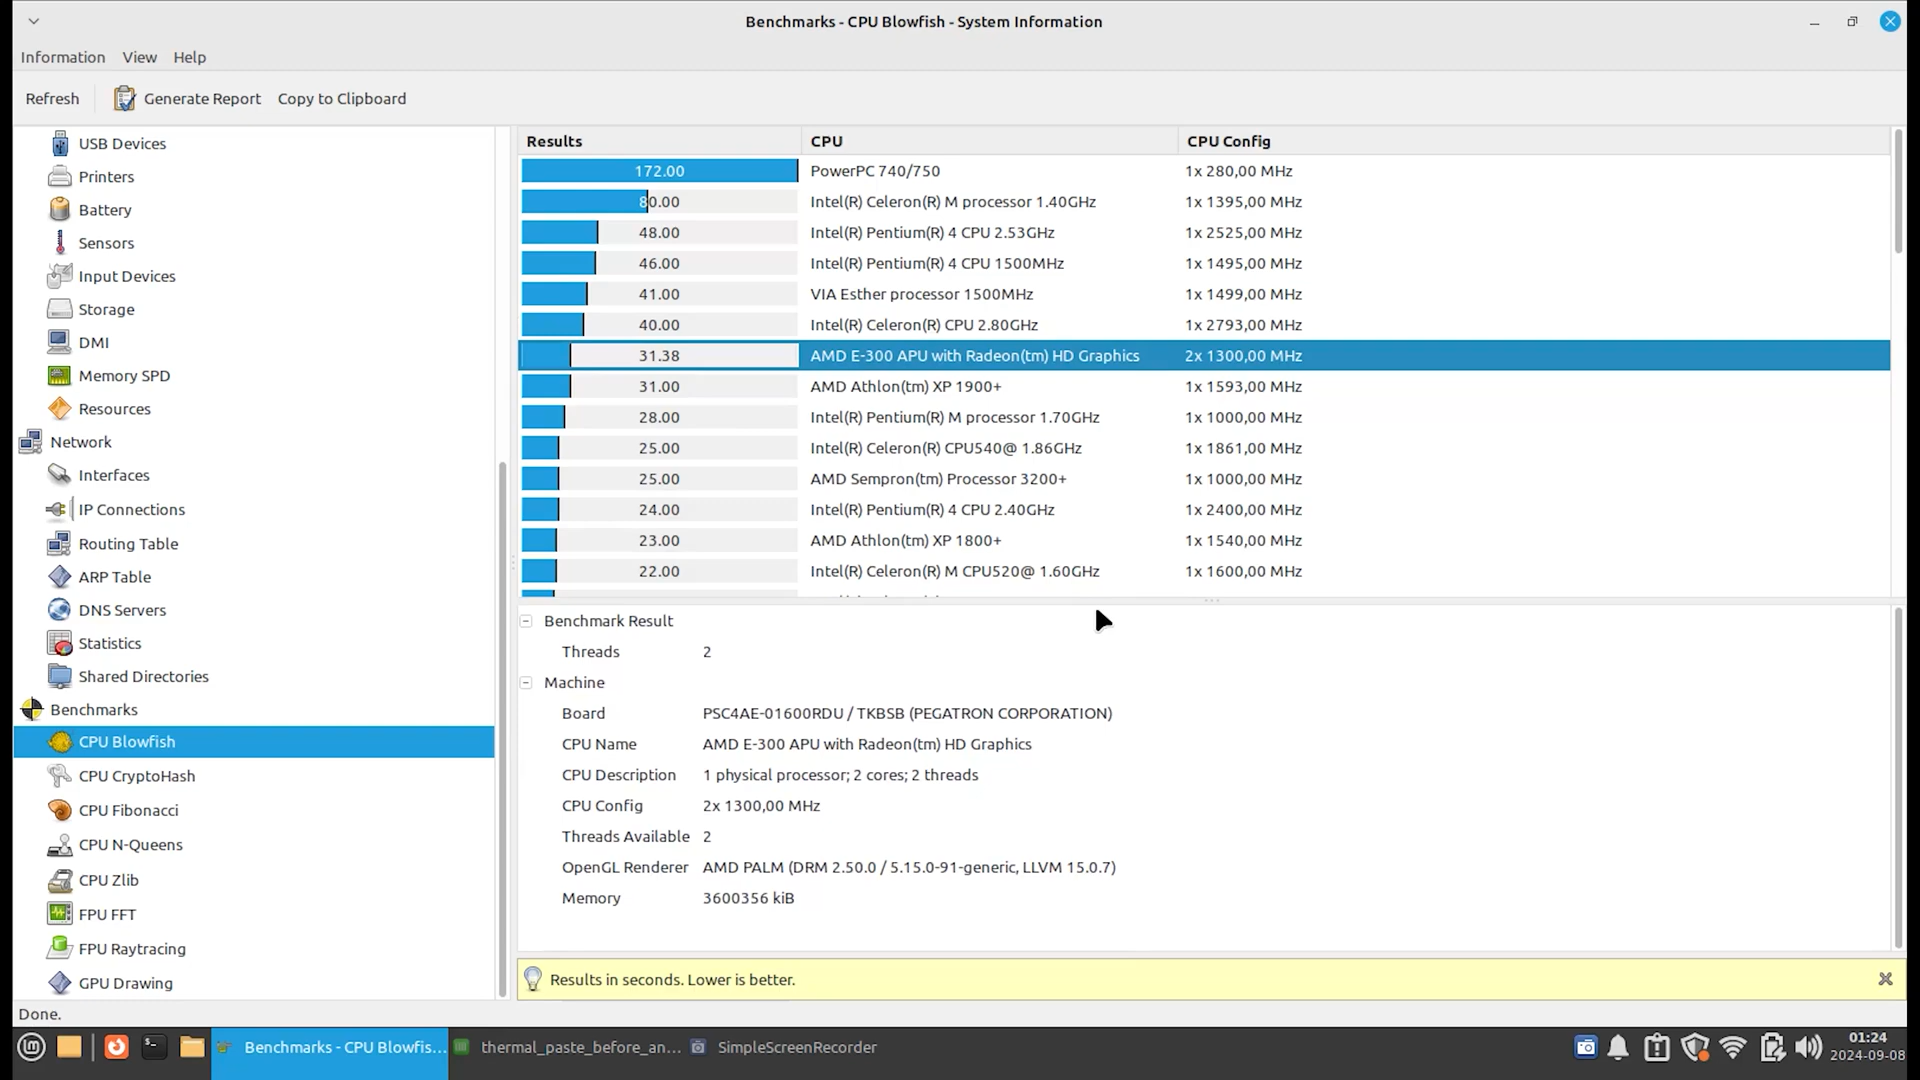 Benchmarks - CPU Blowfish - System Information
Information View Help
Refresh Generate Report Copy to Clipboard
USB Devices
Printers
Battery
Sensors
Input Devices
Storage
DMI
Memory SPD
Resources
Network
Interfaces
IP Connections
Routing Table
ARP Table
DNS Servers
Statistics
Shared Directories
Benchmarks
CPU Blowfish
CPU CryptoHash
CPU Fibonacci
CPU N-Queens
CPU Zlib
FPU FFT
FPU Raytracing
GPU Drawing
Results CPU CPU Config
172.00 PowerPC 740/750 1x 280,00 MHz
80.00 Intel(R) Celeron(R) M processor 1.40GHz 1x 1395,00 MHz
48.00 Intel(R) Pentium(R) 4 CPU 2.53GHz 1x 2525,00 MHz
46.00 Intel(R) Pentium(R) 4 CPU 1500MHz 1x 1495,00 MHz
41.00 VIA Esther processor 1500MHz 1x 1499,00 MHz
40.00 Intel(R) Celeron(R) CPU 2.80GHz 1x 2793,00 MHz
31.38 AMD E-300 APU with Radeon(tm) HD Graphics 2x 1300,00 MHz
31.00 AMD Athlon(tm) XP 1900+ 1x 1593,00 MHz
28.00 Intel(R) Pentium(R) M processor 1.70GHz 1x 1000,00 MHz
25.00 Intel(R) Celeron(R) CPU540@ 1.86GHz 1x 1861,00 MHz
25.00 AMD Sempron(tm) Processor 3200+ 1x 1000,00 MHz
24.00 Intel(R) Pentium(R) 4 CPU 2.40GHz 1x 2400,00 MHz
23.00 AMD Athlon(tm) XP 1800+ 1x 1540,00 MHz
22.00 Intel(R) Celeron(R) M CPU520@ 1.60GHz 1x 1600,00 MHz
Benchmark Result
Threads 2
Machine
Board PSC4AE-01600RDU / TKBSB (PEGATRON CORPORATION)
CPU Name AMD E-300 APU with Radeon(tm) HD Graphics
CPU Description 1 physical processor; 2 cores; 2 threads
CPU Config 2x 1300,00 MHz
Threads Available 2
OpenGL Renderer AMD PALM (DRM 2.50.0 / 5.15.0-91-generic, LLVM 15.0.7)
Memory 3600356 kiB
Results in seconds. Lower is better.
Done.
Benchmarks - CPU Blowfis... thermal_paste_before_an... SimpleScreenRecorder
01:24
2024-09-08